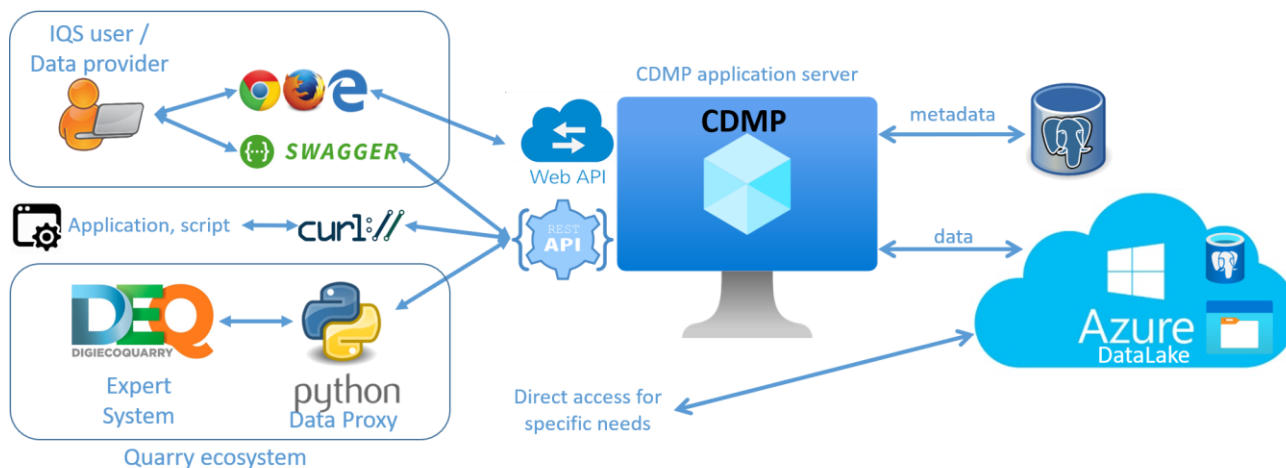 IQS user /
Data provider
SWAGGER
Application, script
curl://
DEQ
DIGIECOQUARRY
Expert
System
python
Data Proxy
Quarry ecosystem
Web API
REST
API
CDMP application server
CDMP
metadata
data
Azure
DataLake
Direct access for
specific needs